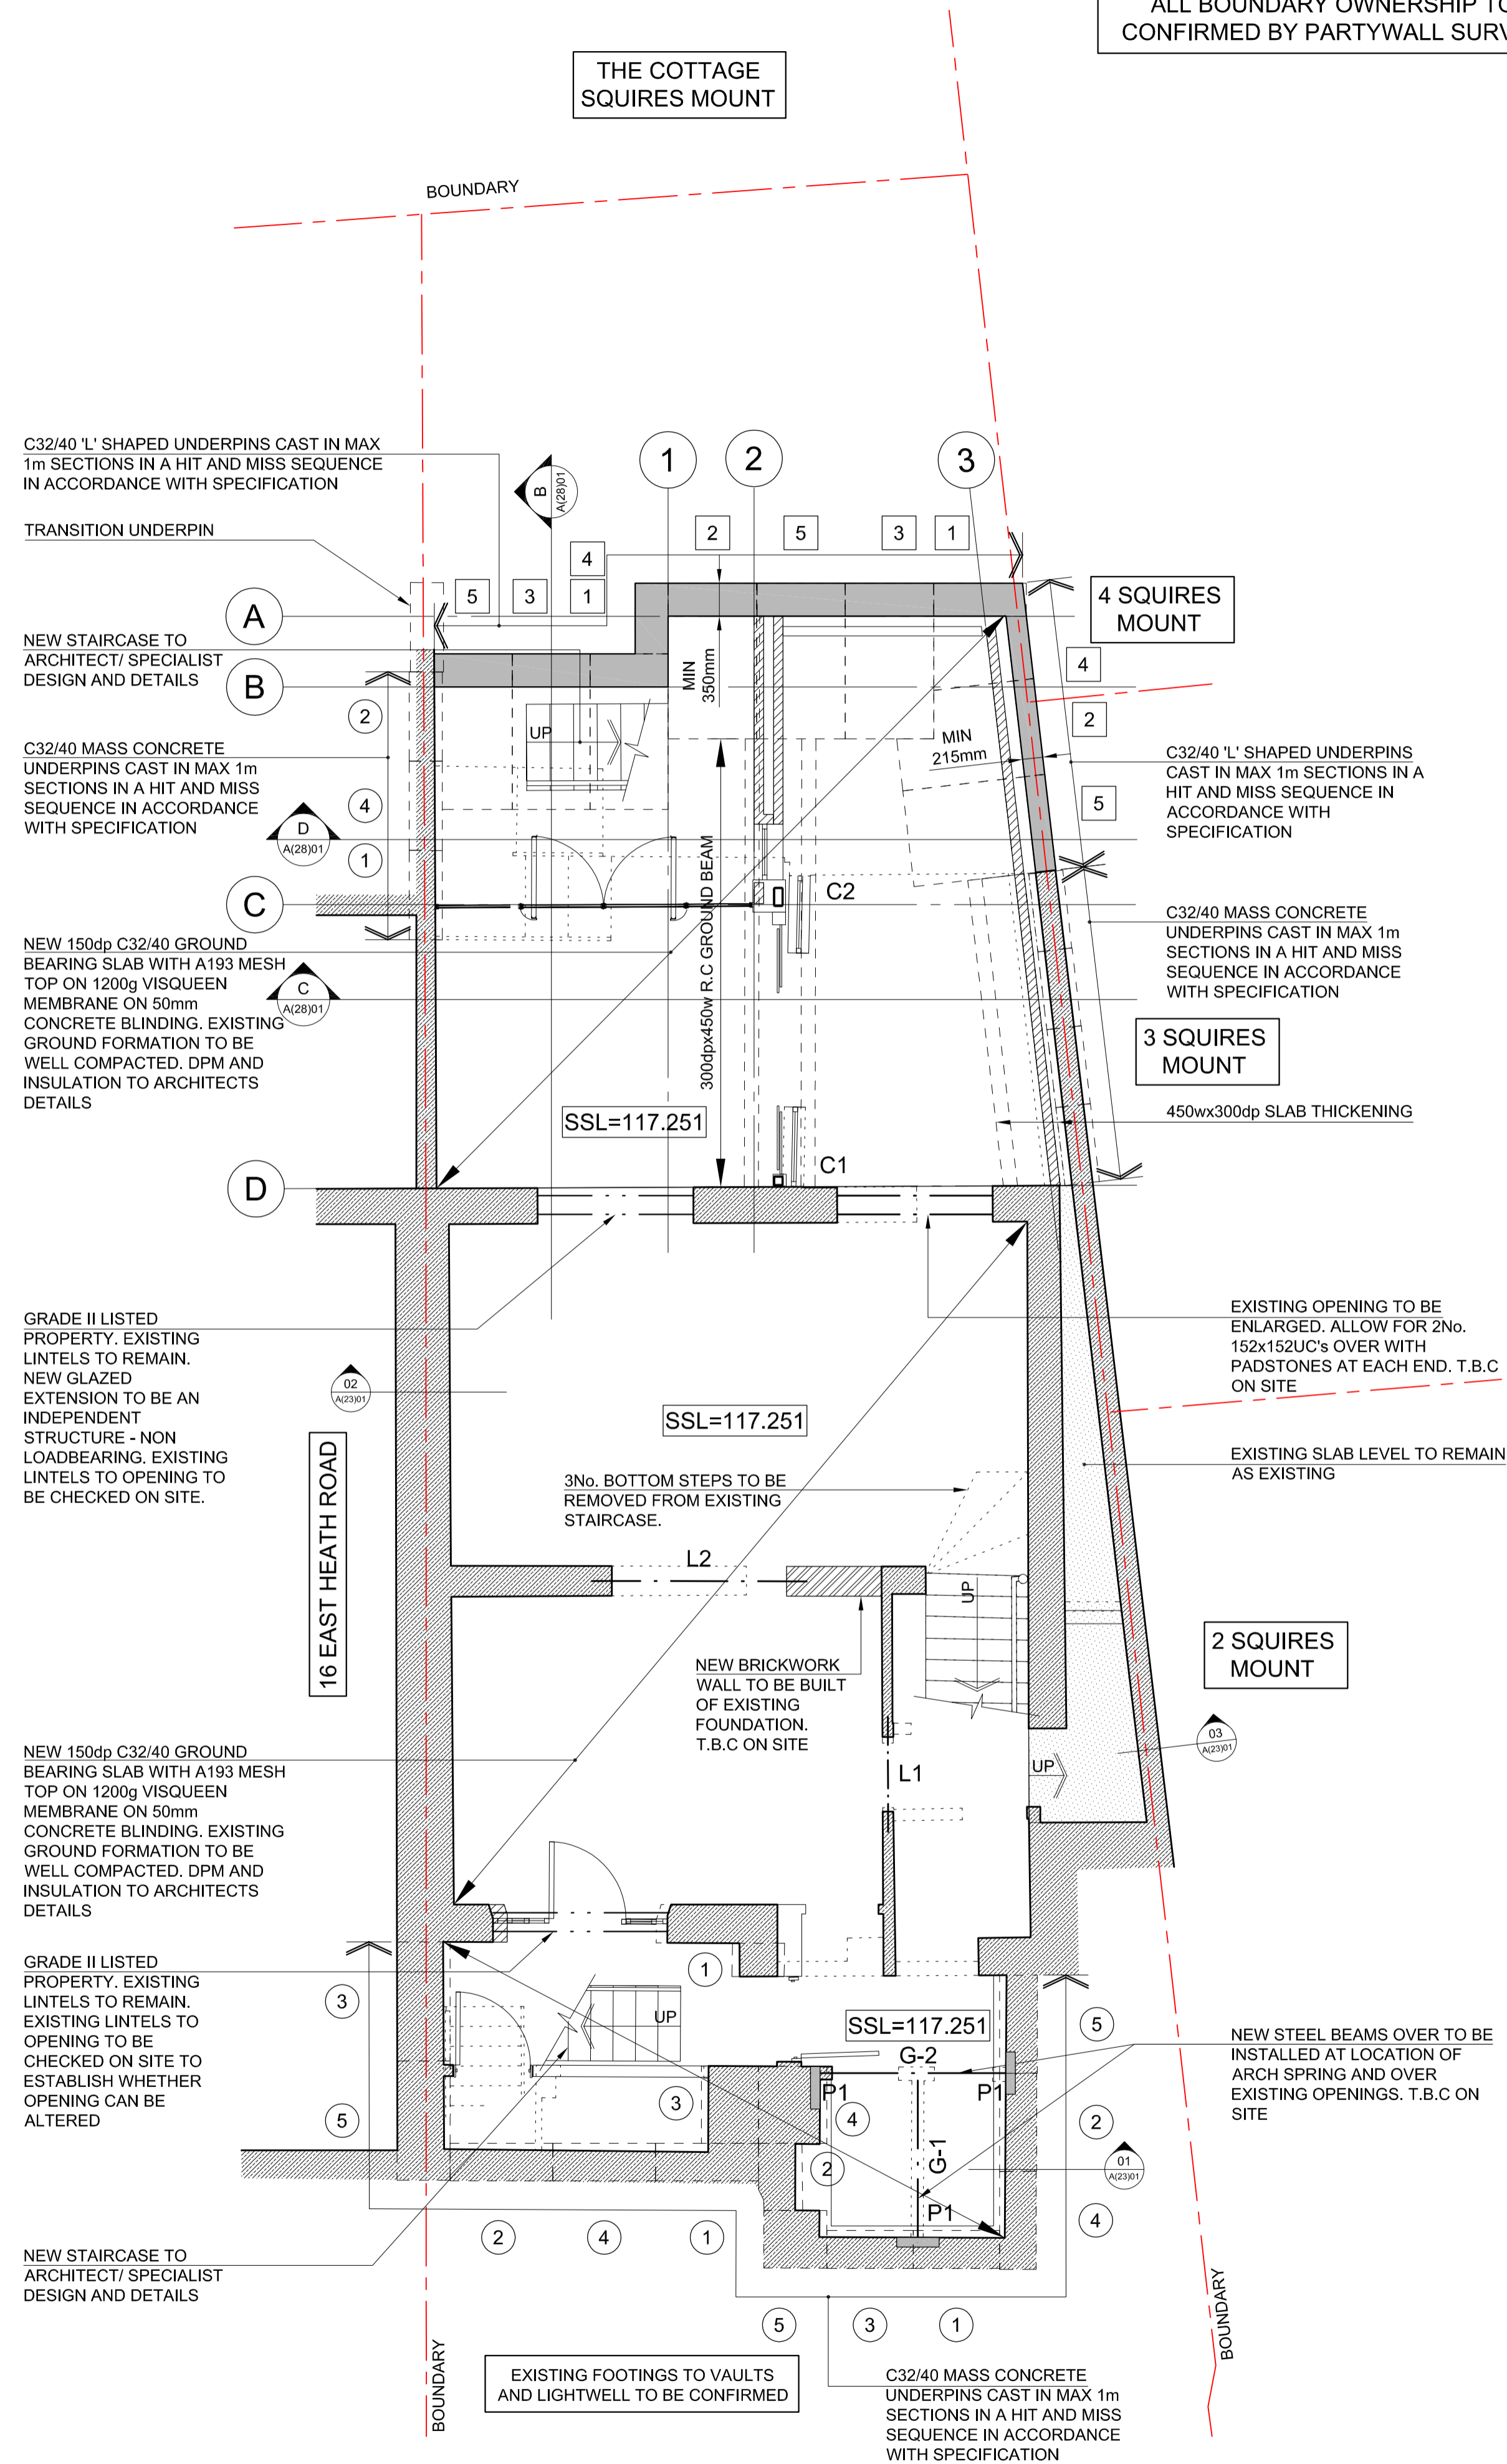 ALL BOUNDARY OWNERSHIP TO
CONFIRMED BY PARTYWALL SURV
THE COTTAGE
SQUIRES MOUNT
BOUNDARY
C32/40 'L' SHAPED UNDERPINS CAST IN MAX
1m SECTIONS IN A HIT AND MISS SEQUENCE
IN ACCORDANCE WITH SPECIFICATION
1
2
3
B
A(28)01
TRANSITION UNDERPIN
2
5
3
1
4
5
3
1
4 SQUIRES
MOUNT
A
NEW STAIRCASE TO
ARCHITECT/ SPECIALIST
DESIGN AND DETAILS
B
MIN
350mm
4
2
2
UP
MIN
215mm
C32/40 MASS CONCRETE
UNDERPINS CAST IN MAX 1m
SECTIONS IN A HIT AND MISS
SEQUENCE IN ACCORDANCE
WITH SPECIFICATION
4
5
C32/40 'L' SHAPED UNDERPINS
CAST IN MAX 1m SECTIONS IN A
HIT AND MISS SEQUENCE IN
ACCORDANCE WITH
SPECIFICATION
D
A(28)01
1
C
C2
300dpx450w R.C GROUND BEAM
C32/40 MASS CONCRETE
UNDERPINS CAST IN MAX 1m
SECTIONS IN A HIT AND MISS
SEQUENCE IN ACCORDANCE
WITH SPECIFICATION
NEW 150dp C32/40 GROUND
BEARING SLAB WITH A193 MESH
TOP ON 1200g VISQUEEN
MEMBRANE ON 50mm
CONCRETE BLINDING. EXISTING
GROUND FORMATION TO BE
WELL COMPACTED. DPM AND
INSULATION TO ARCHITECTS
DETAILS
C
A(28)01
3 SQUIRES
MOUNT
450wx300dp SLAB THICKENING
SSL=117.251
C1
D
GRADE II LISTED
PROPERTY. EXISTING
LINTELS TO REMAIN.
NEW GLAZED
EXTENSION TO BE AN
INDEPENDENT
STRUCTURE - NON
LOADBEARING. EXISTING
LINTELS TO OPENING TO
BE CHECKED ON SITE.
EXISTING OPENING TO BE
ENLARGED. ALLOW FOR 2No.
152x152UC's OVER WITH
PADSTONES AT EACH END. T.B.C
ON SITE
02
A(23)01
SSL=117.251
16 EAST HEATH ROAD
EXISTING SLAB LEVEL TO REMAIN
AS EXISTING
3No. BOTTOM STEPS TO BE
REMOVED FROM EXISTING
STAIRCASE.
L2
UP
2 SQUIRES
MOUNT
NEW BRICKWORK
WALL TO BE BUILT
OF EXISTING
FOUNDATION.
T.B.C ON SITE
03
A(23)01
L1
UP
NEW 150dp C32/40 GROUND
BEARING SLAB WITH A193 MESH
TOP ON 1200g VISQUEEN
MEMBRANE ON 50mm
CONCRETE BLINDING. EXISTING
GROUND FORMATION TO BE
WELL COMPACTED. DPM AND
INSULATION TO ARCHITECTS
DETAILS
GRADE II LISTED
PROPERTY. EXISTING
LINTELS TO REMAIN.
EXISTING LINTELS TO
OPENING TO BE
CHECKED ON SITE TO
ESTABLISH WHETHER
OPENING CAN BE
ALTERED
1
3
UP
SSL=117.251
5
NEW STEEL BEAMS OVER TO BE
INSTALLED AT LOCATION OF
ARCH SPRING AND OVER
EXISTING OPENINGS. T.B.C ON
SITE
G-2
P1
P1
3
4
5
2
2
G-1
01
A(23)01
P1
4
2
4
1
NEW STAIRCASE TO
ARCHITECT/ SPECIALIST
DESIGN AND DETAILS
5
3
1
BOUNDARY
BOUNDARY
EXISTING FOOTINGS TO VAULTS
AND LIGHTWELL TO BE CONFIRMED
C32/40 MASS CONCRETE
UNDERPINS CAST IN MAX 1m
SECTIONS IN A HIT AND MISS
SEQUENCE IN ACCORDANCE
WITH SPECIFICATION